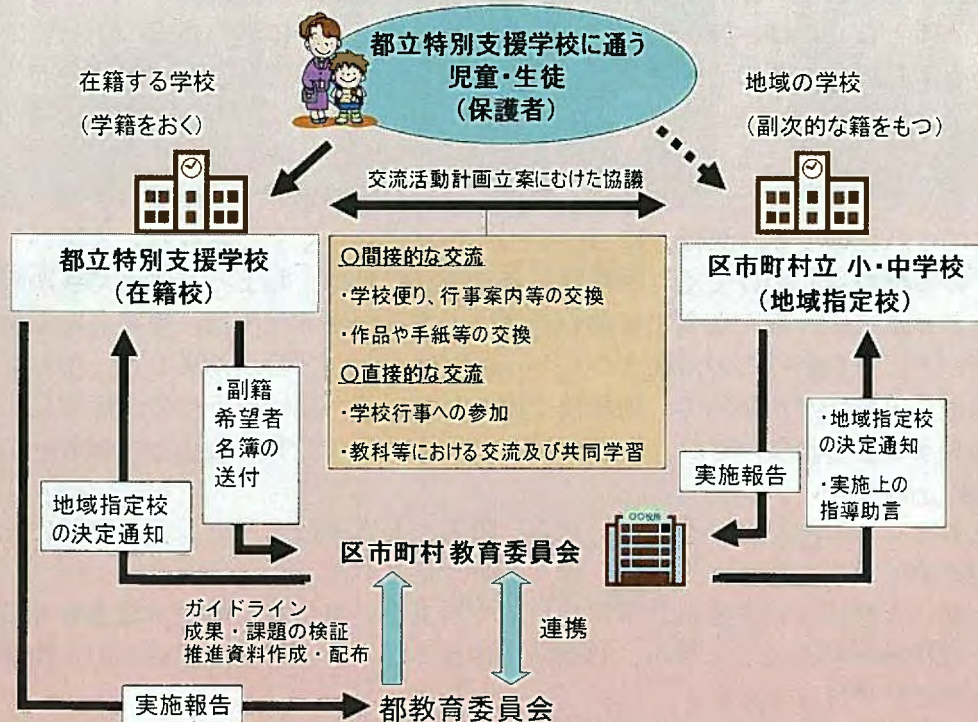 都立特別支援学校に通う
児童・生徒
(保護者)
在籍する学校
(学籍をおく)
地域の学校
(副次的な籍をもつ)
交流活動計画立案にむけた協議
都立特別支援学校
(在籍校)
区市町村立 小・中学校
(地域指定校)
○間接的な交流
・学校便り、行事案内等の交換
・作品や手紙等の交換
○直接的な交流
・学校行事への参加
・教科等における交流及び共同学習
・副籍
希望者
名簿の
送付
地域指定校
の決定通知
実施報告
・地域指定校
の決定通知
・実施上の
指導助言
○○役所
区市町村教育委員会
ガイドライン
成果・課題の検証
推進資料作成・配布
連携
実施報告
都教育委員会